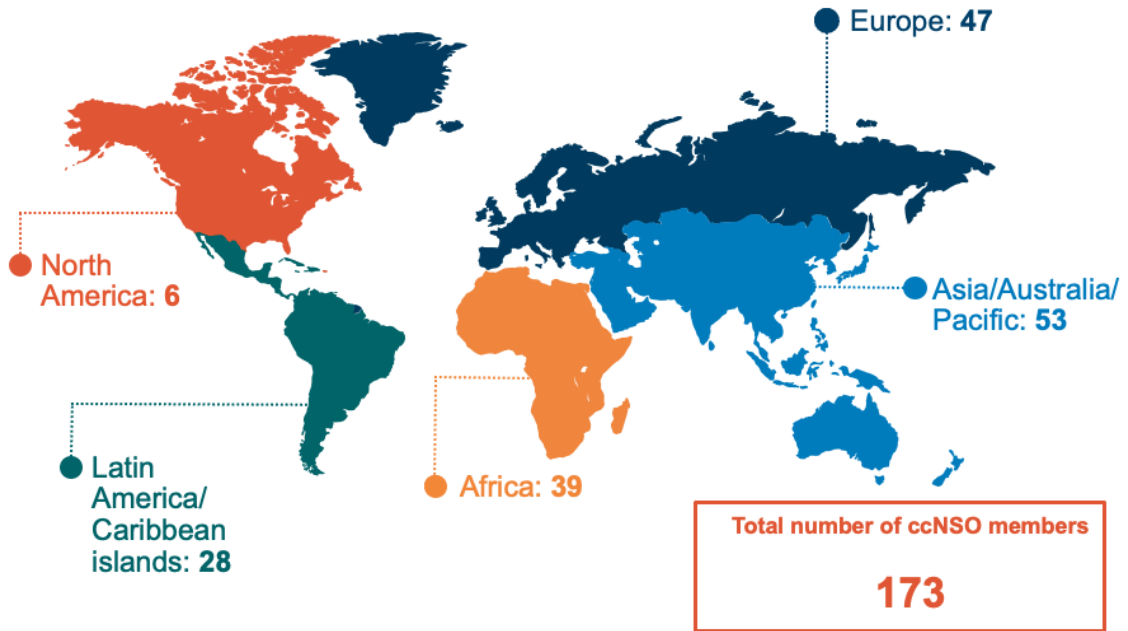 Europe: 47
North
America: 6
Asia/Australia/
Pacific: 53
Latin
America/
Caribbean
islands: 28
Africa: 39
Total number of ccNSO members
173